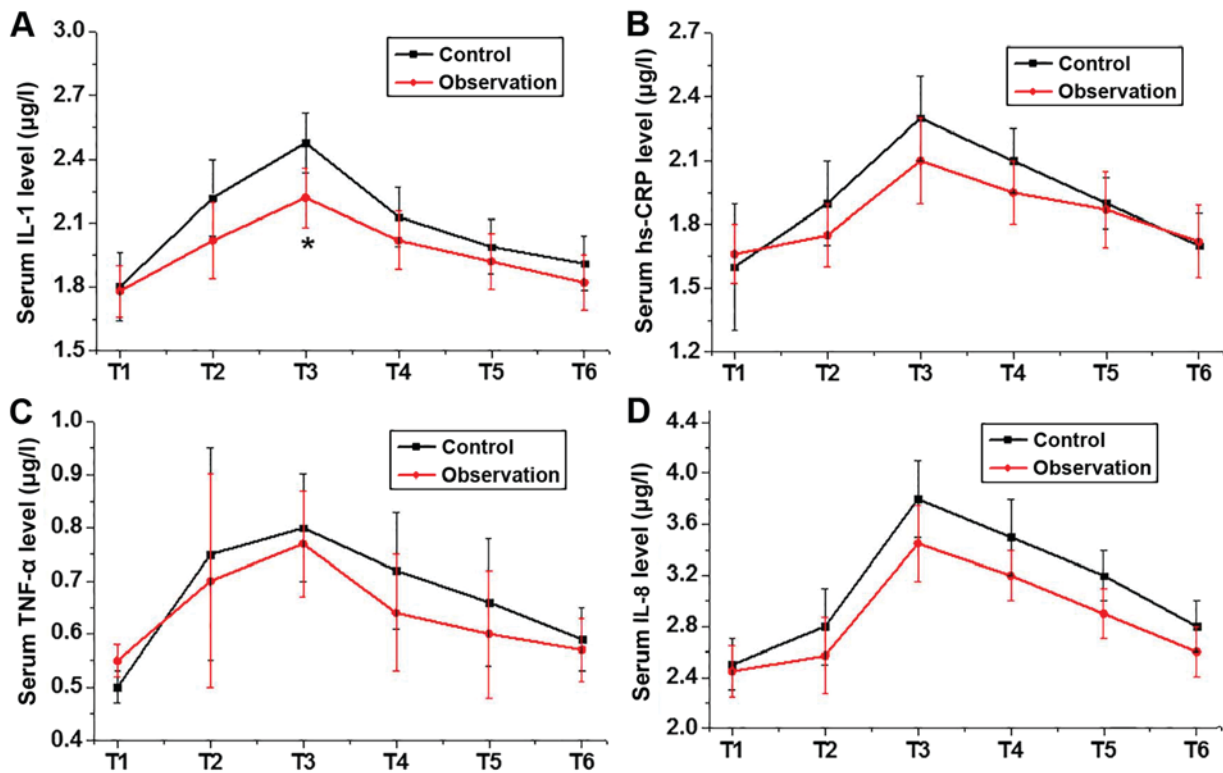 A
Serum IL-1 level (µg/l)
3.0
2.7
2.4
2.1
1.8
1.5
Control
Observation
*
T1 T2 T3 T4 T5 T6
B
Serum hs-CRP level (µg/l)
2.7
2.4
2.1
1.8
1.5
1.2
Control
Observation
T1 T2 T3 T4 T5 T6
C
Serum TNF-α level (µg/l)
1.0
0.9
0.8
0.7
0.6
0.5
0.4
Control
Observation
T1 T2 T3 T4 T5 T6
D
Serum IL-8 level (µg/l)
4.4
4.0
3.6
3.2
2.8
2.4
2.0
Control
Observation
T1 T2 T3 T4 T5 T6